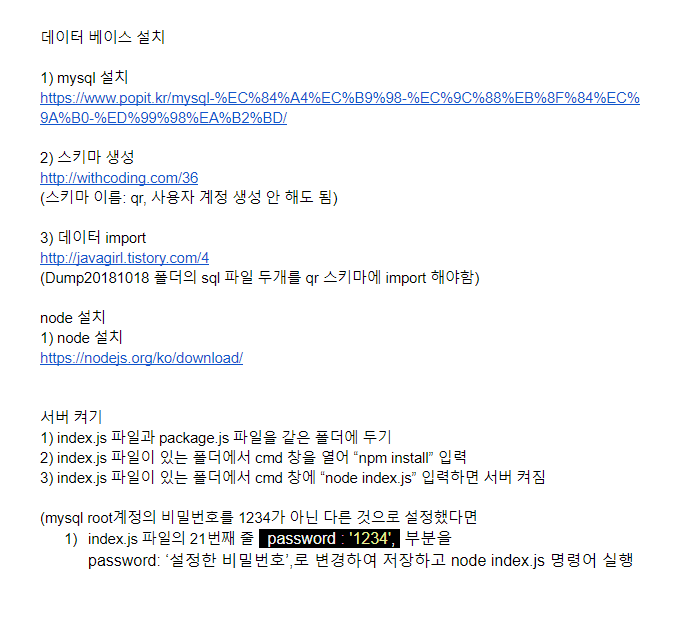 데이터 베이스 설치
1) mysql 설치
https://www.popit.kr/mysql-%EC%84%A4%EC%B9%98-%EC%9C%88%EB%8F%84%EC%
9A%B0-%ED%99%98%EA%B2%BD/
2) 스키마 생성
http://withcoding.com/36
(스키마 이름: qr, 사용자 계정 생성 안 해도 됨)
3) 데이터 import
http://javagirl.tistory.com/4
(Dump20181018 폴더의 sql 파일 두개를 qr 스키마에 import 해야함)
node 설치
1) node 설치
https://nodejs.org/ko/download/
서버 켜기
1) index.js 파일과 package.js 파일을 같은 폴더에 두기
2) index.js 파일이 있는 폴더에서 cmd 창을 열어 “npm install” 입력
3) index.js 파일이 있는 폴더에서 cmd 창에 “node index.js” 입력하면 서버 켜짐
(mysql root계정의 비밀번호를 1234가 아닌 다른 것으로 설정했다면
1) index.js 파일의 21번째 줄 password : '1234', 부분을
password: ‘설정한 비밀번호’,로 변경하여 저장하고 node index.js 명령어 실행